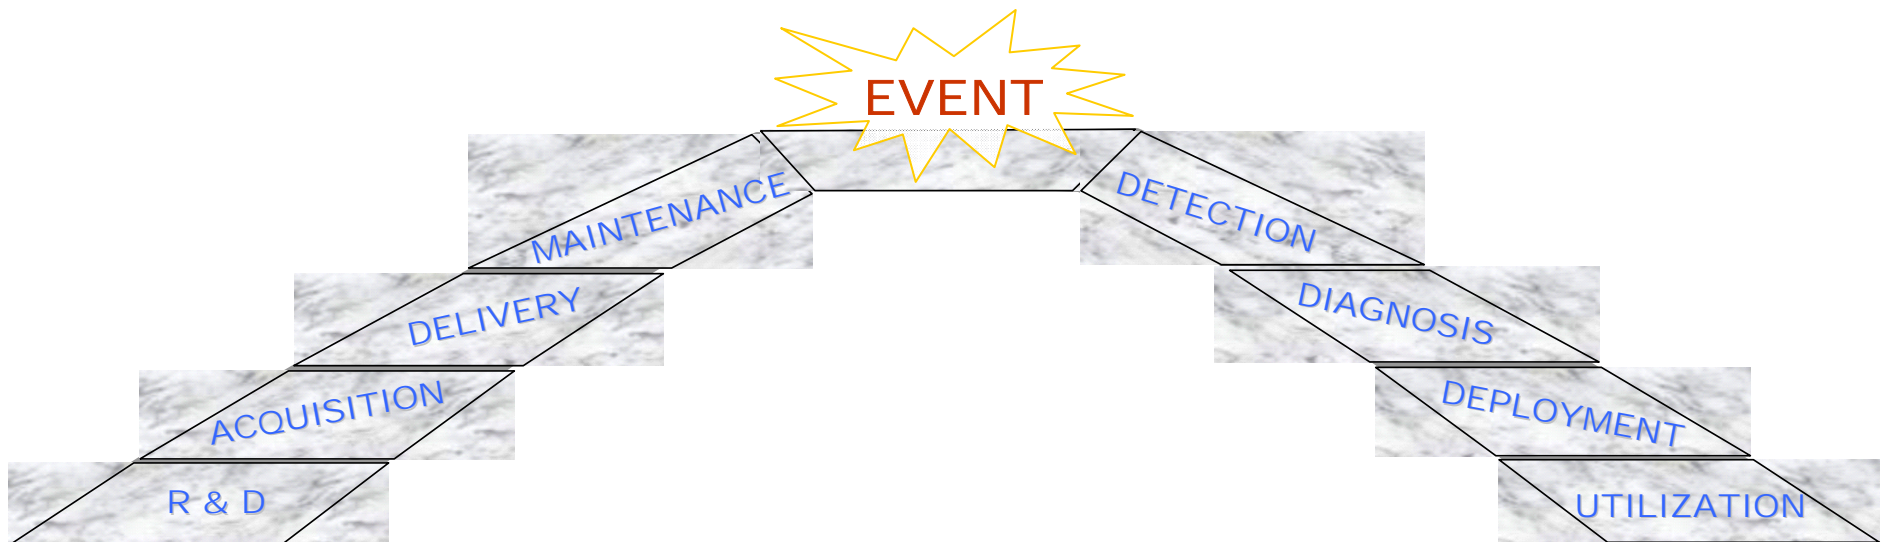 EVENT
MAINTENANCE
DETECTION
DELIVERY
DIAGNOSIS
ACQUISITION
DEPLOYMENT
R & D
UTILIZATION